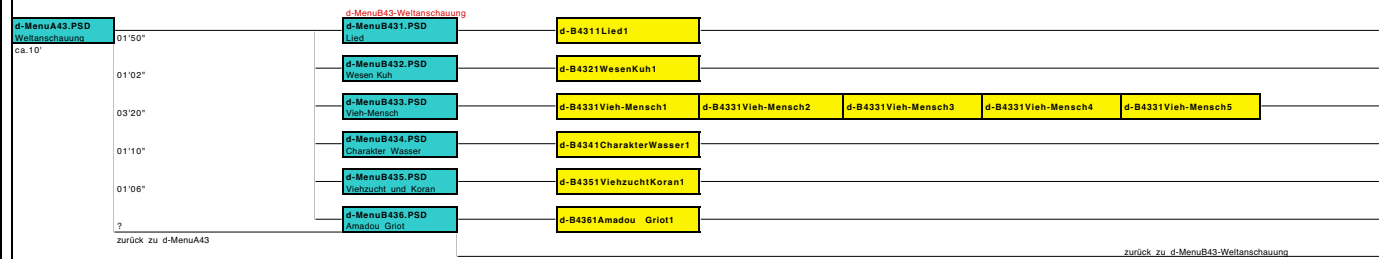 d-MenuB43-Weltanschauung
d-MenuA43.PSD
Weltanschauung
ca.10'
01'50"
d-MenuB431.PSD
Lied
d-B4311Lied1
01'02"
d-MenuB432.PSD
Wesen Kuh
d-B4321WesenKuh1
03'20"
d-MenuB433.PSD
Vieh-Mensch
d-B4331Vieh-Mensch1
d-B4331Vieh-Mensch2
d-B4331Vieh-Mensch3
d-B4331Vieh-Mensch4
d-B4331Vieh-Mensch5
01'10"
d-MenuB434.PSD
Charakter Wasser
d-B4341CharakterWasser1
01'06"
d-MenuB435.PSD
Viehzucht und Koran
d-B4351ViehzuchtKoran1
?
d-MenuB436.PSD
Amadou Griot
d-B4361Amadou Griot1
zurück zu d-MenuA43
zurück zu d-MenuB43-Weltanschauung